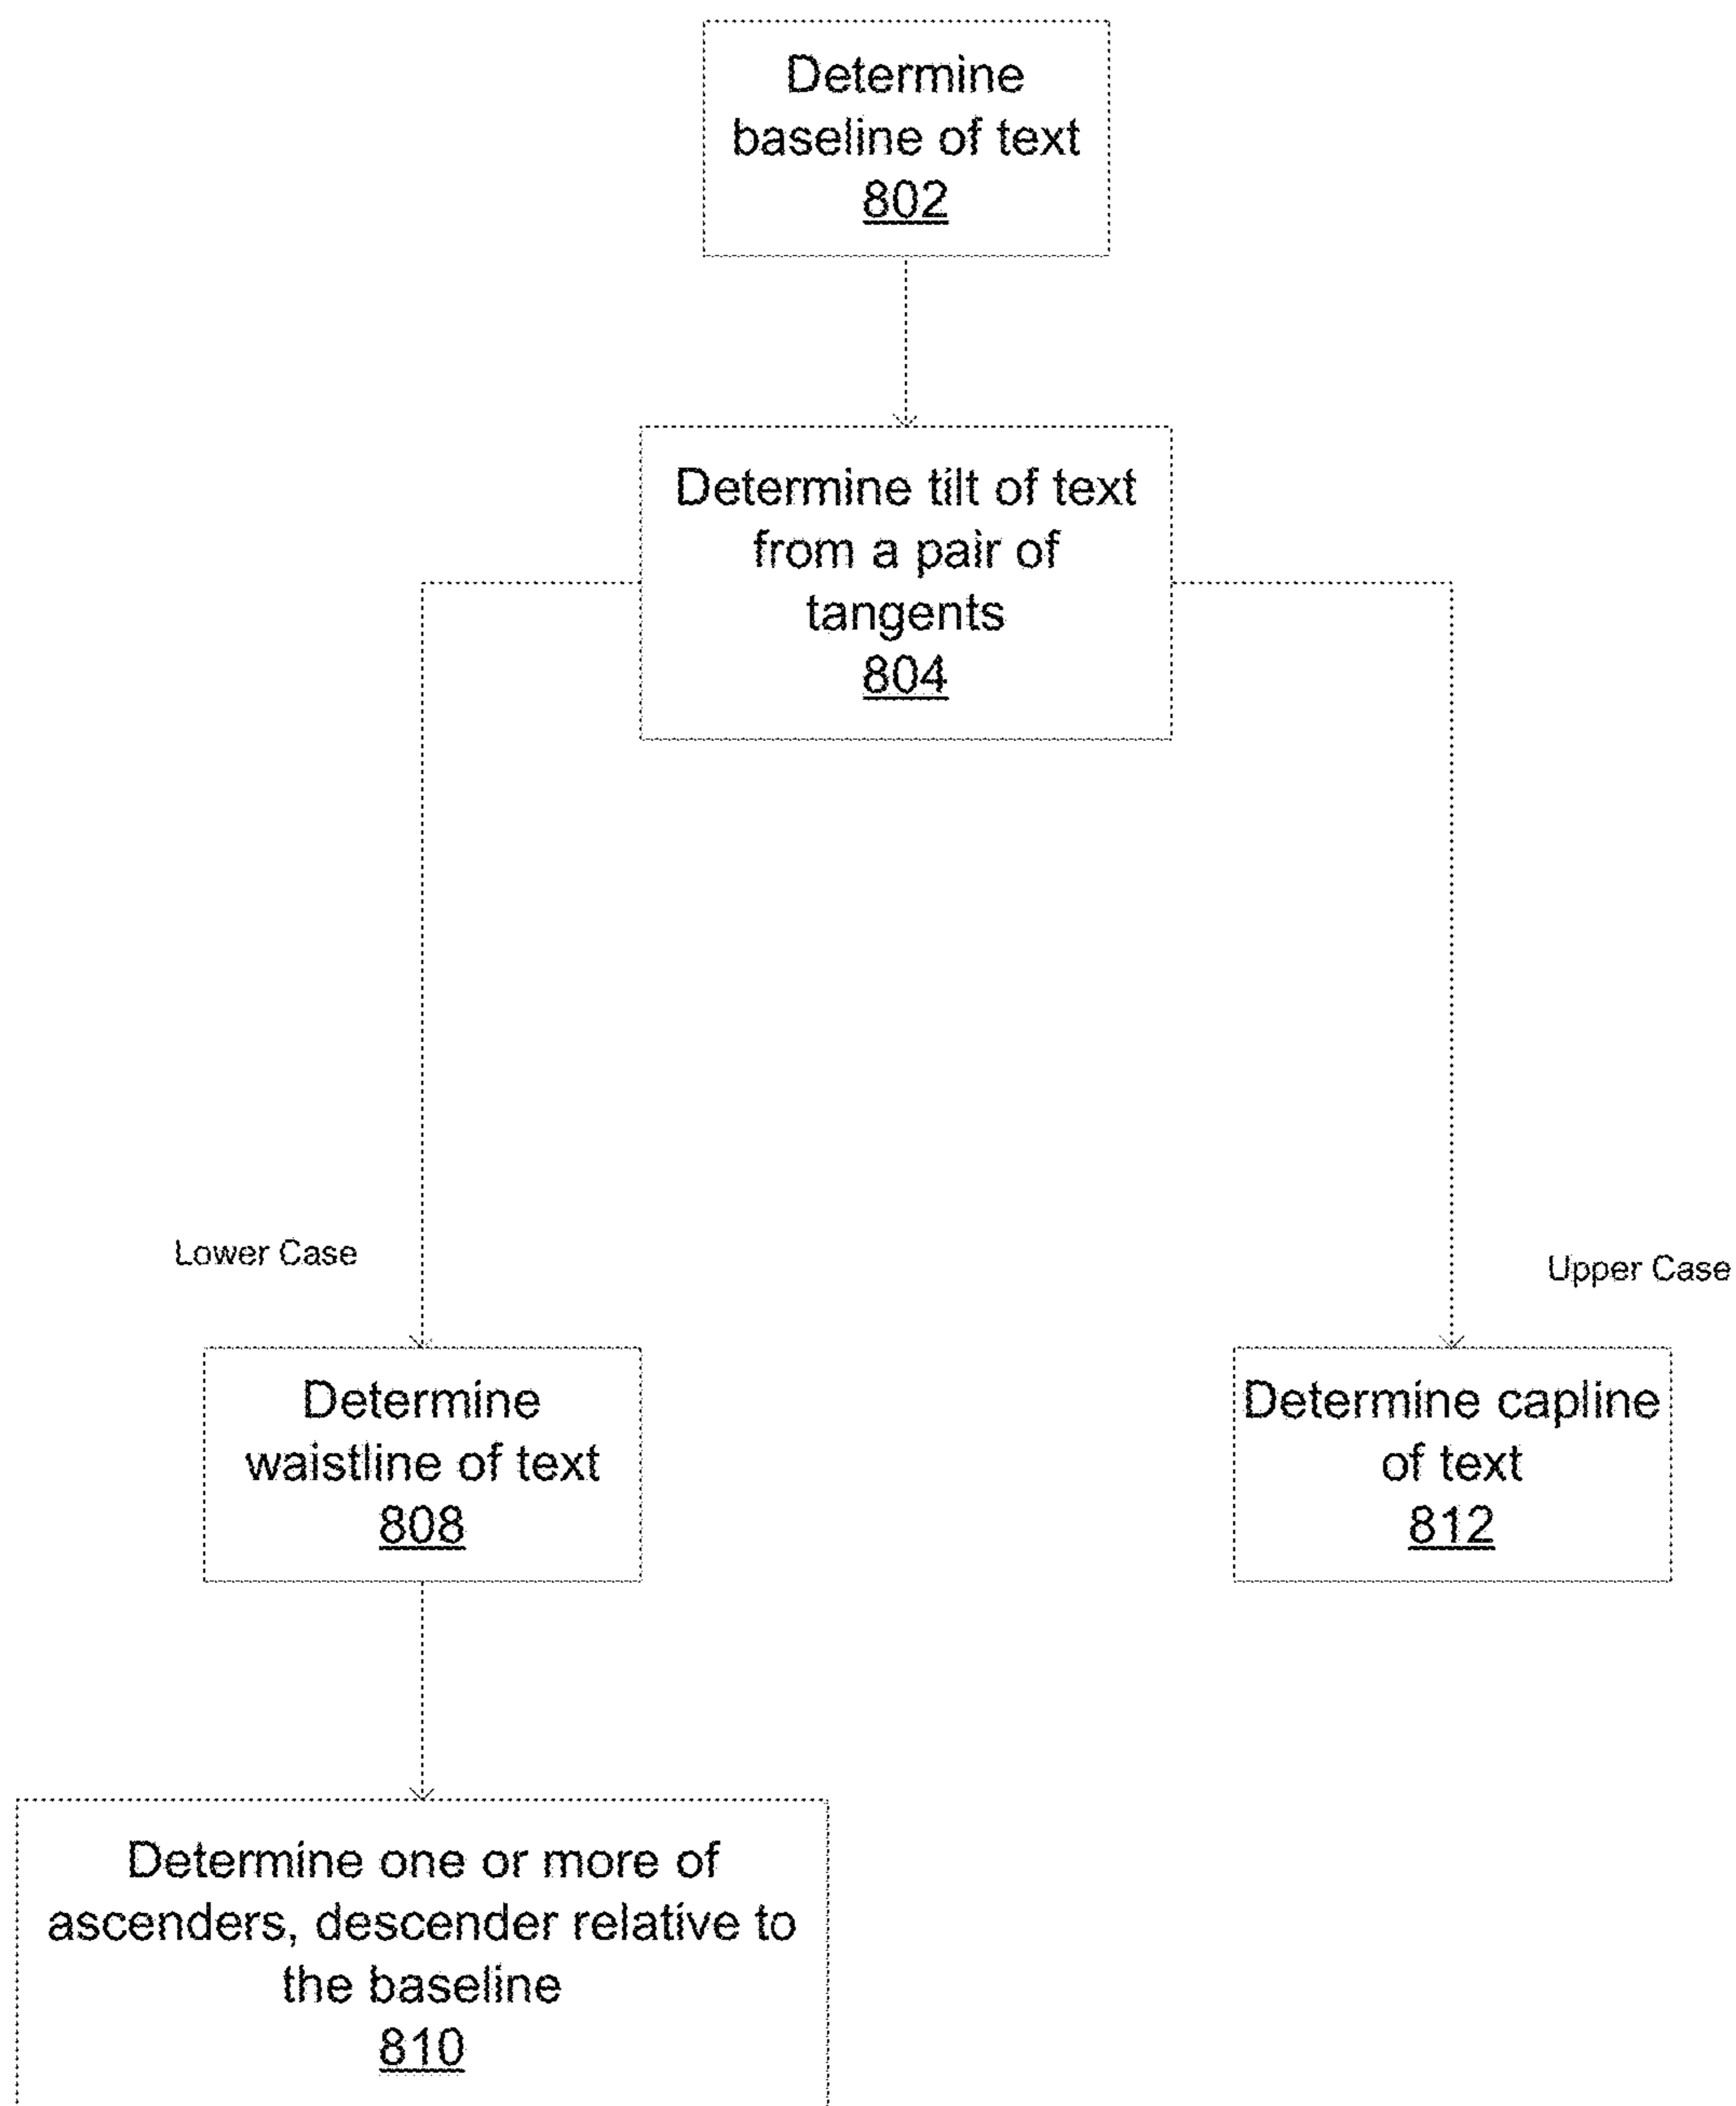 Determine
baseline of text
802
Determine tilt of text
from a pair of
tangents
804
Lower Case
Upper Case
Determine
waistline of text
808
Determine capline
of text
812
Determine one or more of
ascenders, descender relative to
the baseline
810